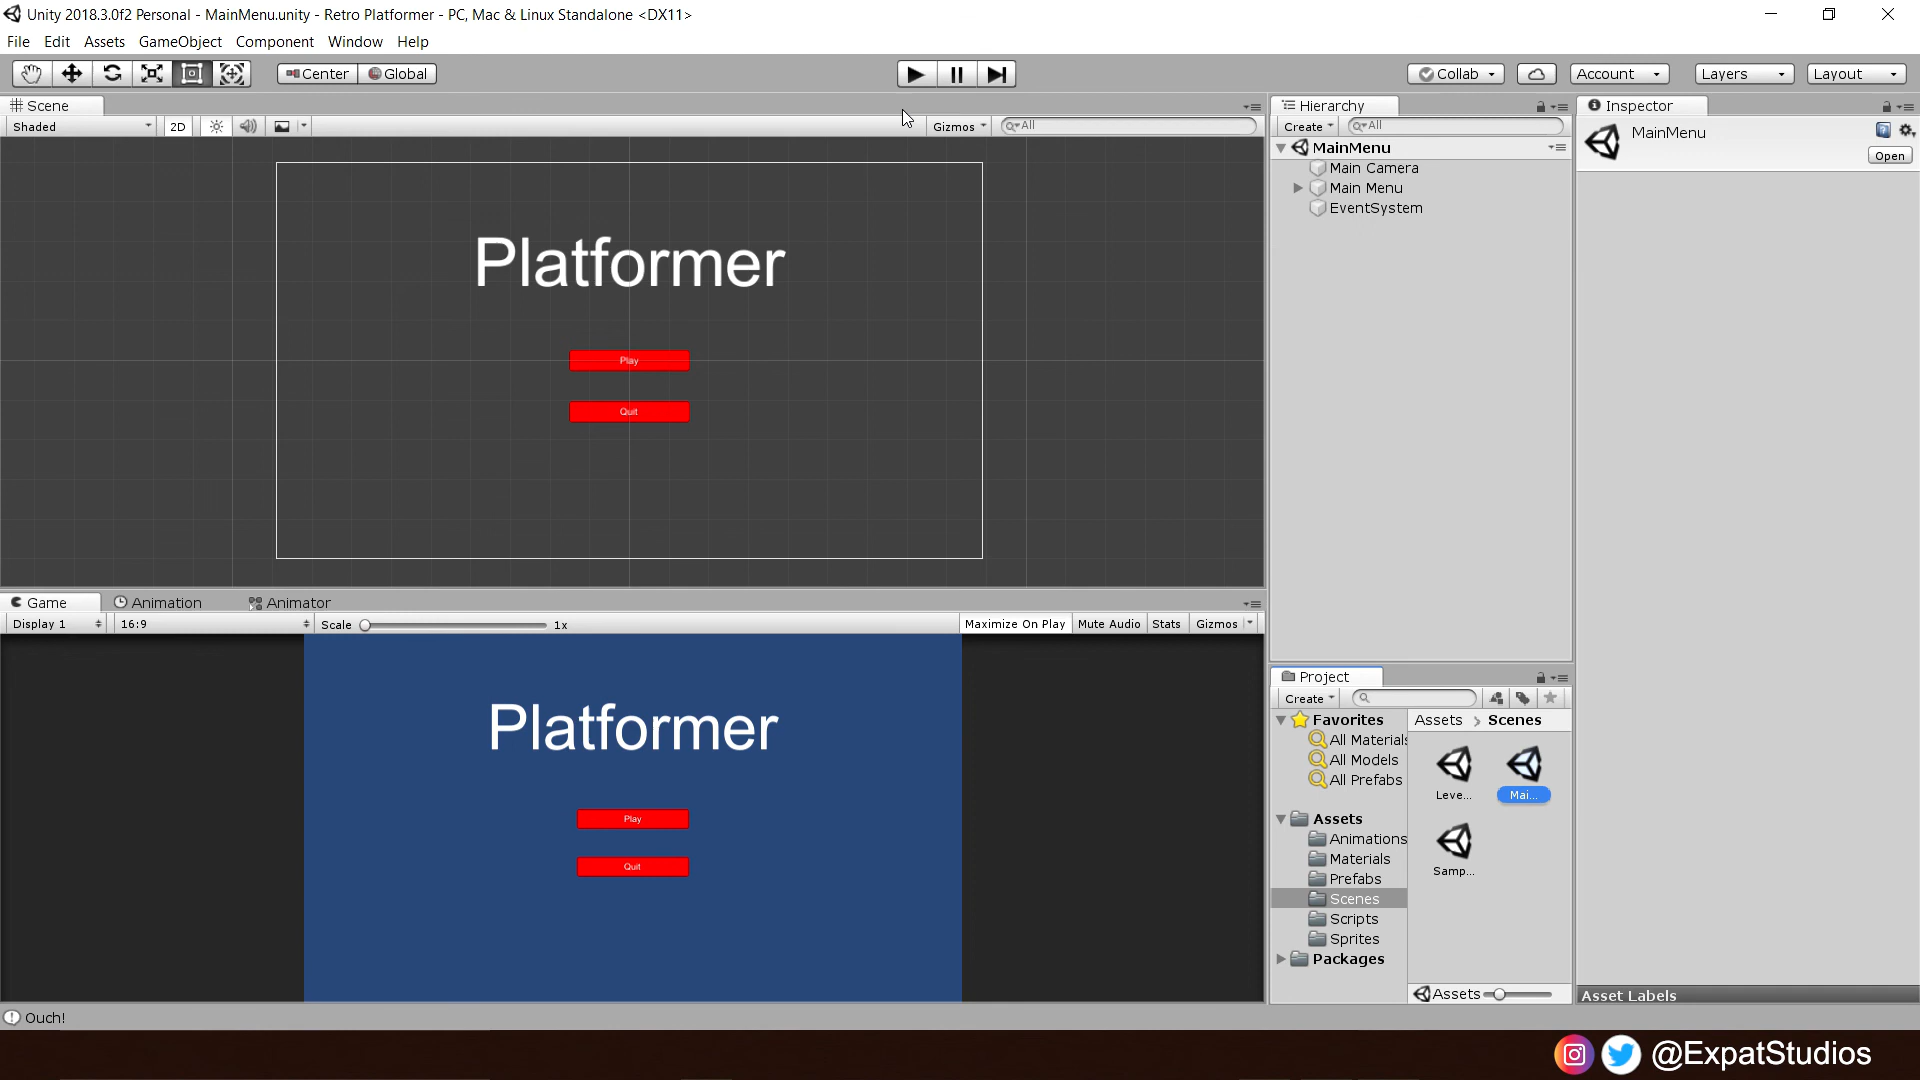 Unity 2018.3.0f2 Personal - MainMenu.unity - Retro Platformer - PC, Mac & Linux Standalone <DX11>
File Edit Assets GameObject Component Window Help
Center Global Collab Account Layers Layout
Scene
Shaded 2D Gizmos All
Platformer
Play
Quit
Game Animation Animator
Display 1 16:9 Scale 1x Maximize On Play Mute Audio Stats Gizmos
Platformer
Play
Quit
Ouch!
Hierarchy
Create All
MainMenu
Main Camera
Main Menu
EventSystem
Project
Create
Favorites
All Materials
All Models
All Prefabs
Assets
Animations
Materials
Prefabs
Scenes
Scripts
Sprites
Packages
Assets > Scenes
Leve... Mai...
Samp...
Assets
Inspector
MainMenu
Open
Asset Labels
@ExpatStudios